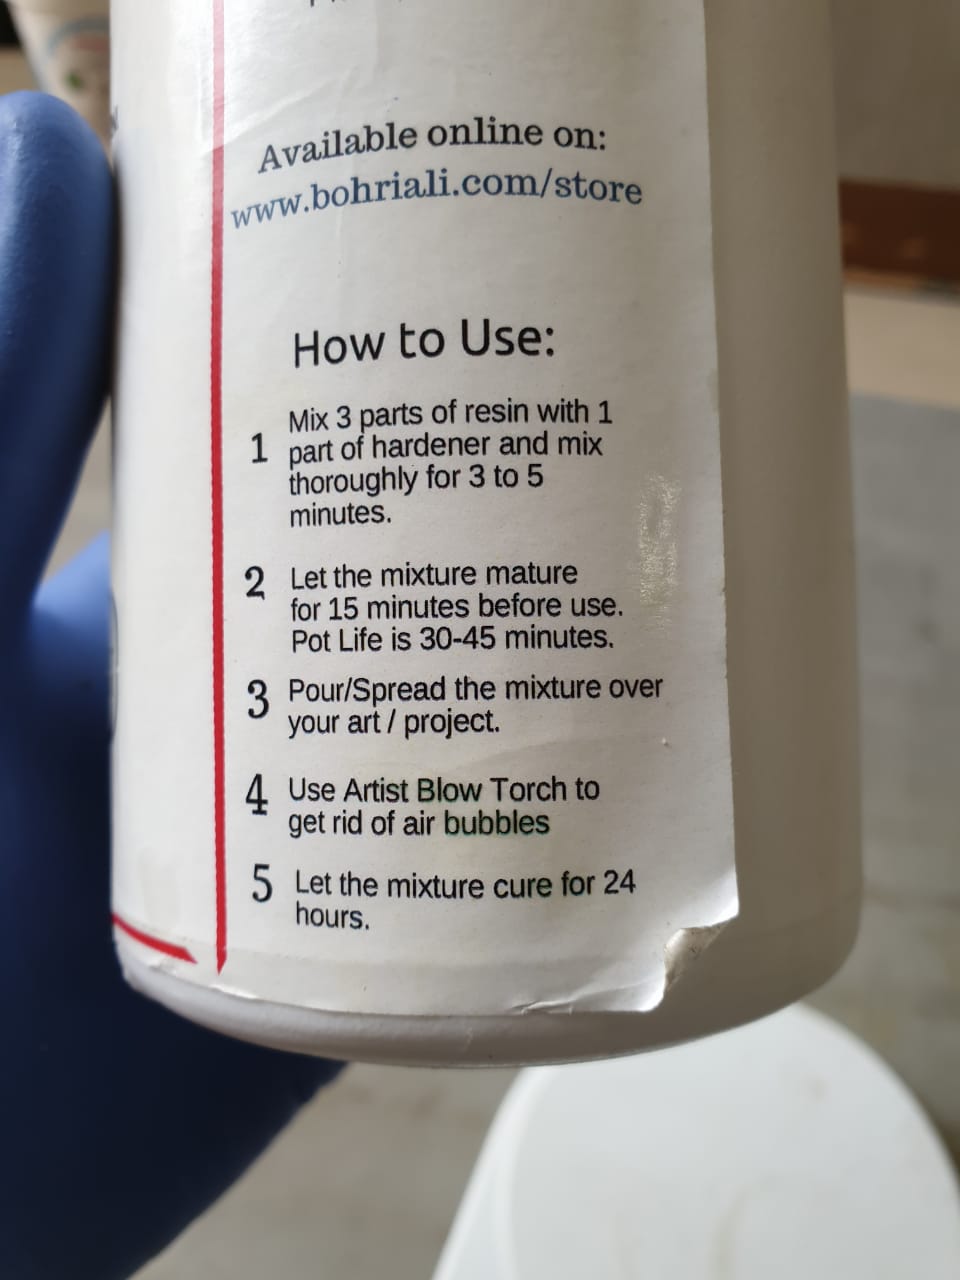 Available online on:
www.bohriali.com/store
How to Use:
1 Mix 3 parts of resin with 1
part of hardener and mix
thoroughly for 3 to 5
minutes.
2 Let the mixture mature
for 15 minutes before use.
Pot Life is 30-45 minutes.
3 Pour/Spread the mixture over
your art / project.
4 Use Artist Blow Torch to
get rid of air bubbles
5 Let the mixture cure for 24
hours.